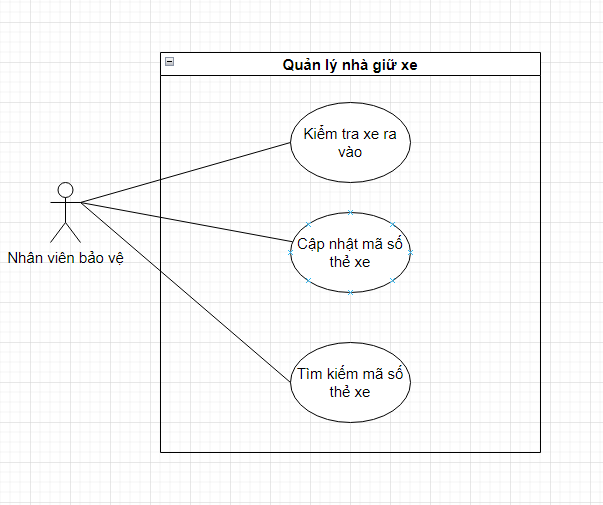 Quản lý nhà giữ xe
Kiểm tra xe ra
vào
Cập nhật mã số
thẻ xe
Nhân viên bảo vệ
Tìm kiếm mã số
thẻ xe